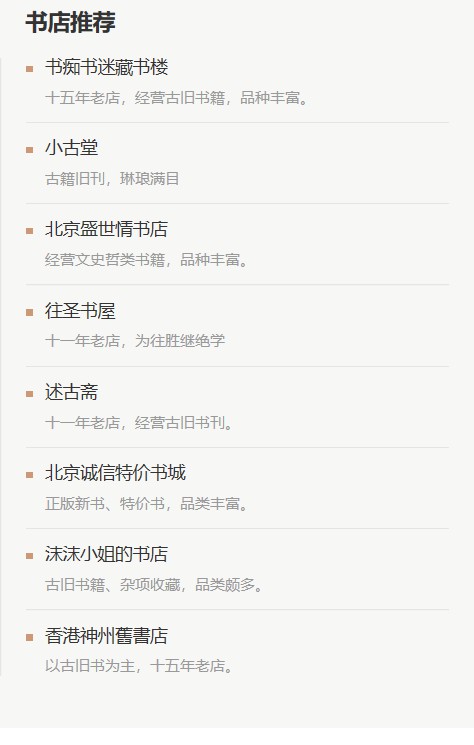 书店推荐
书痴书迷藏书楼
十五年老店，经营古旧书籍，品种丰富。
小古堂
古籍旧刊，琳琅满目
北京盛世情书店
经营文史哲类书籍，品种丰富。
往圣书屋
十一年老店，为往胜继绝学
述古斋
十一年老店，经营古旧书刊。
北京诚信特价书城
正版新书、特价书，品类丰富。
沫沫小姐的书店
古旧书籍、杂项收藏，品类颇多。
香港神州舊書店
以古旧书为主，十五年老店。